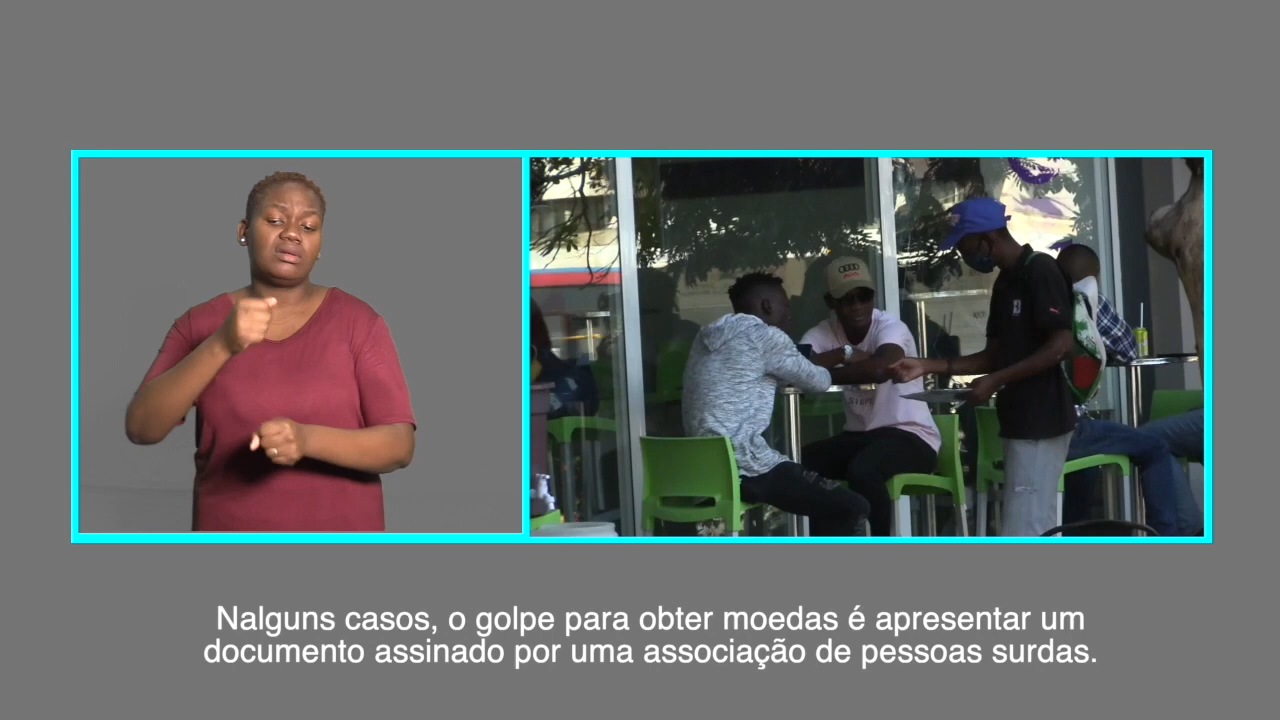 Nalguns casos, o golpe para obter moedas é apresentar um
documento assinado por uma associação de pessoas surdas.